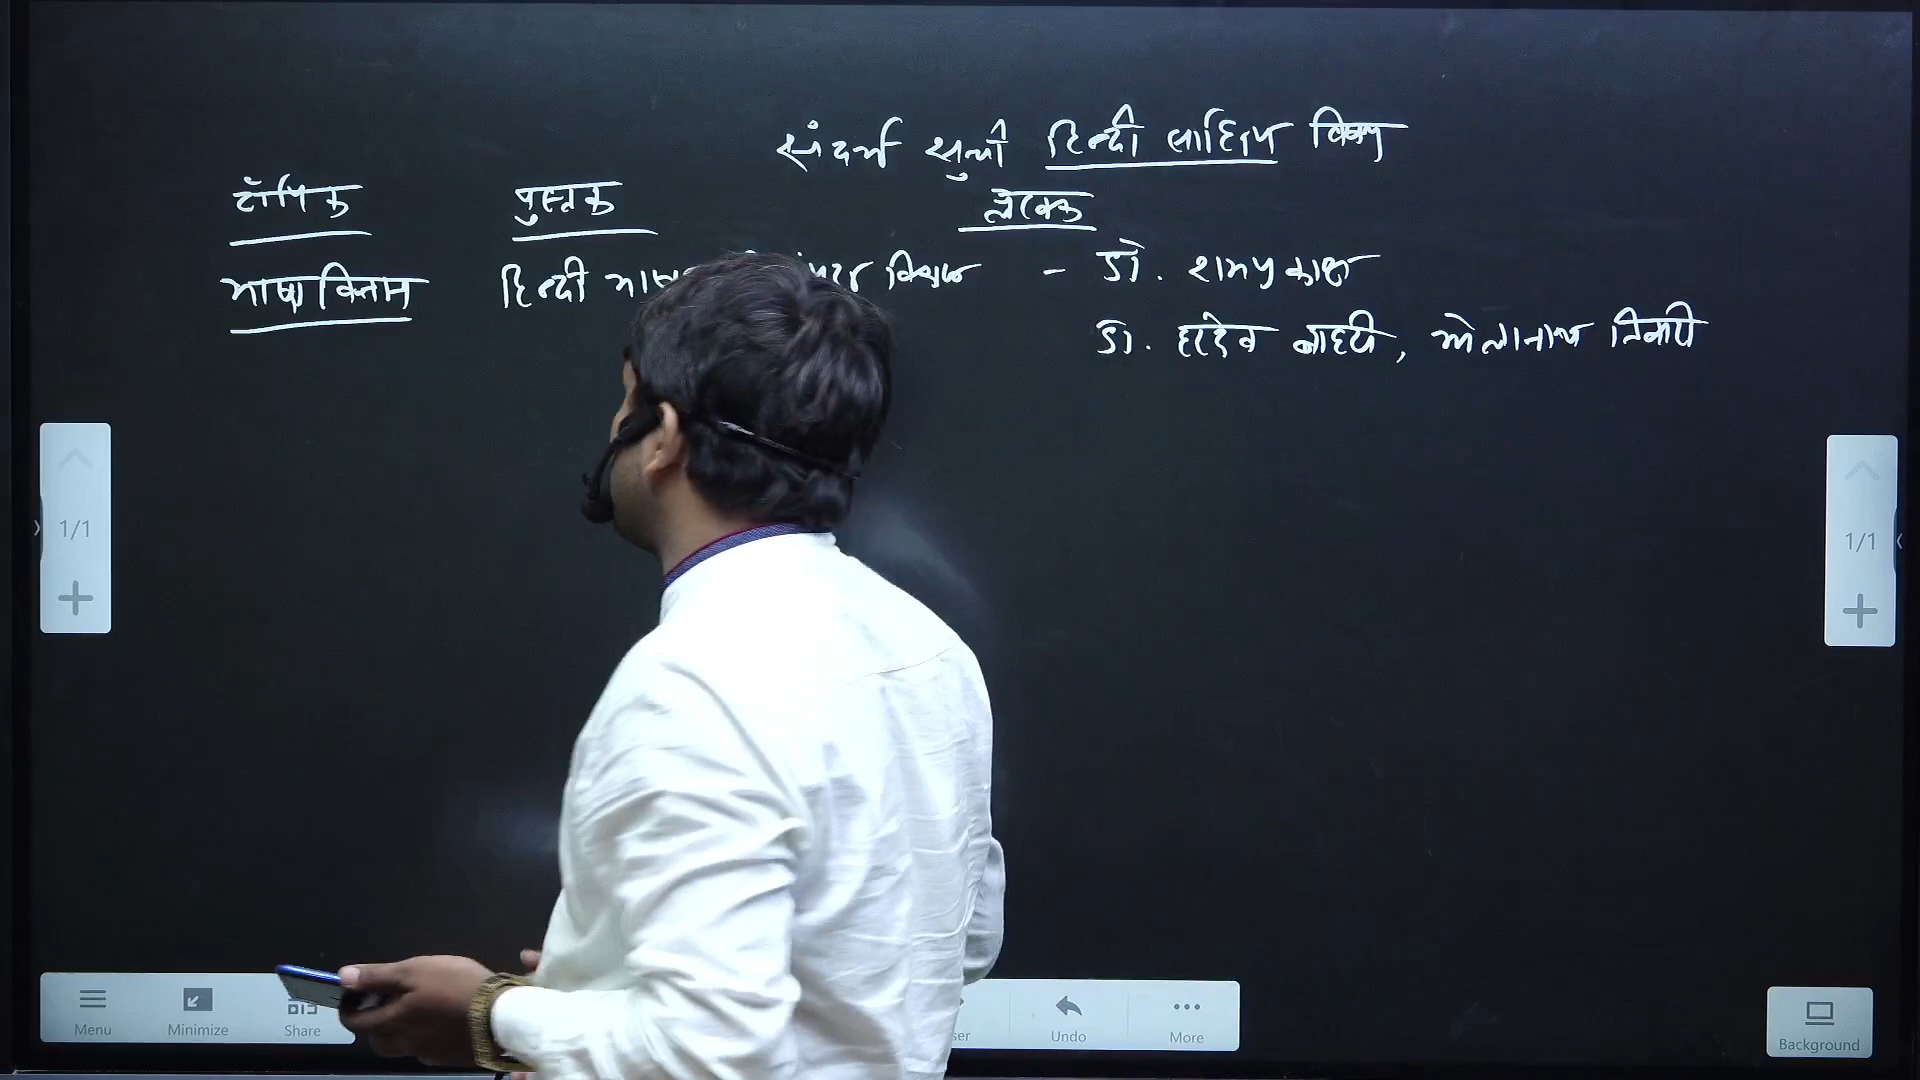 संदर्भ सुची हिन्दी साहित्य विषय
टॉपिक पुस्तक लेखक
भाषा विज्ञान हिन्दी भाषा विकास - डॉ. रामप्रकाश
डॉ. हरदेव बाहरी, भोलानाथ तिवारी
1/1
1/1
Menu Minimize Share Undo More
Background